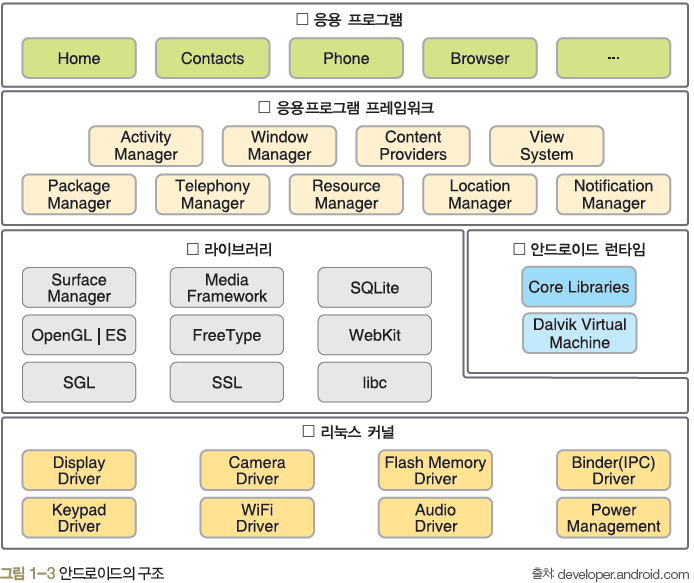 □ 응용 프로그램
Home Contacts Phone Browser ...
□ 응용프로그램 프레임워크
Activity Manager
Window Manager
Content Providers
View System
Package Manager
Telephony Manager
Resource Manager
Location Manager
Notification Manager
□ 라이브러리
Surface Manager
Media Framework
SQLite
OpenGL | ES
FreeType
WebKit
SGL
SSL
libc
□ 안드로이드 런타임
Core Libraries
Dalvik Virtual Machine
□ 리눅스 커널
Display Driver
Camera Driver
Flash Memory Driver
Binder(IPC) Driver
Keypad Driver
WiFi Driver
Audio Driver
Power Management
그림 1-3 안드로이드의 구조
출처: developer.android.com